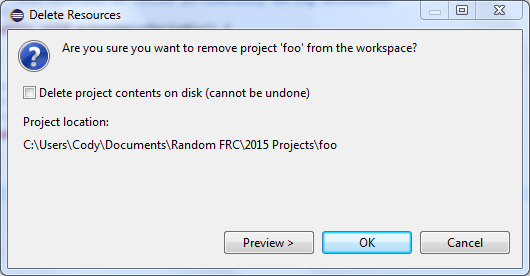 Delete Resources
Are you sure you want to remove project 'foo' from the workspace?
Delete project contents on disk (cannot be undone)
Project location:
C:\Users\Cody\Documents\Random FRC\2015 Projects\foo
Preview >
OK
Cancel